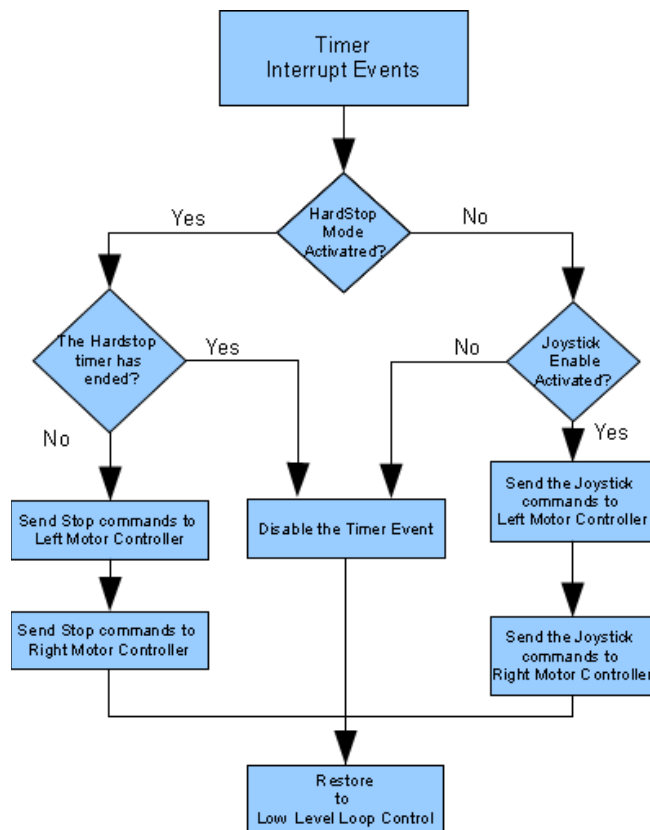 Timer
Interrupt Events
HardStop
Mode
Activatred?
Yes
No
The Hardstop
timer has
ended?
Yes
No
Joystick
Enable
Activated?
No
Yes
Send Stop commands to
Left Motor Controller
Disable the Timer Event
Send the Joystick
commands to
Left Motor Controller
Send Stop commands to
Right Motor Controller
Send the Joystick
commands to
Right Motor Controller
Restore
to
Low Level Loop Control